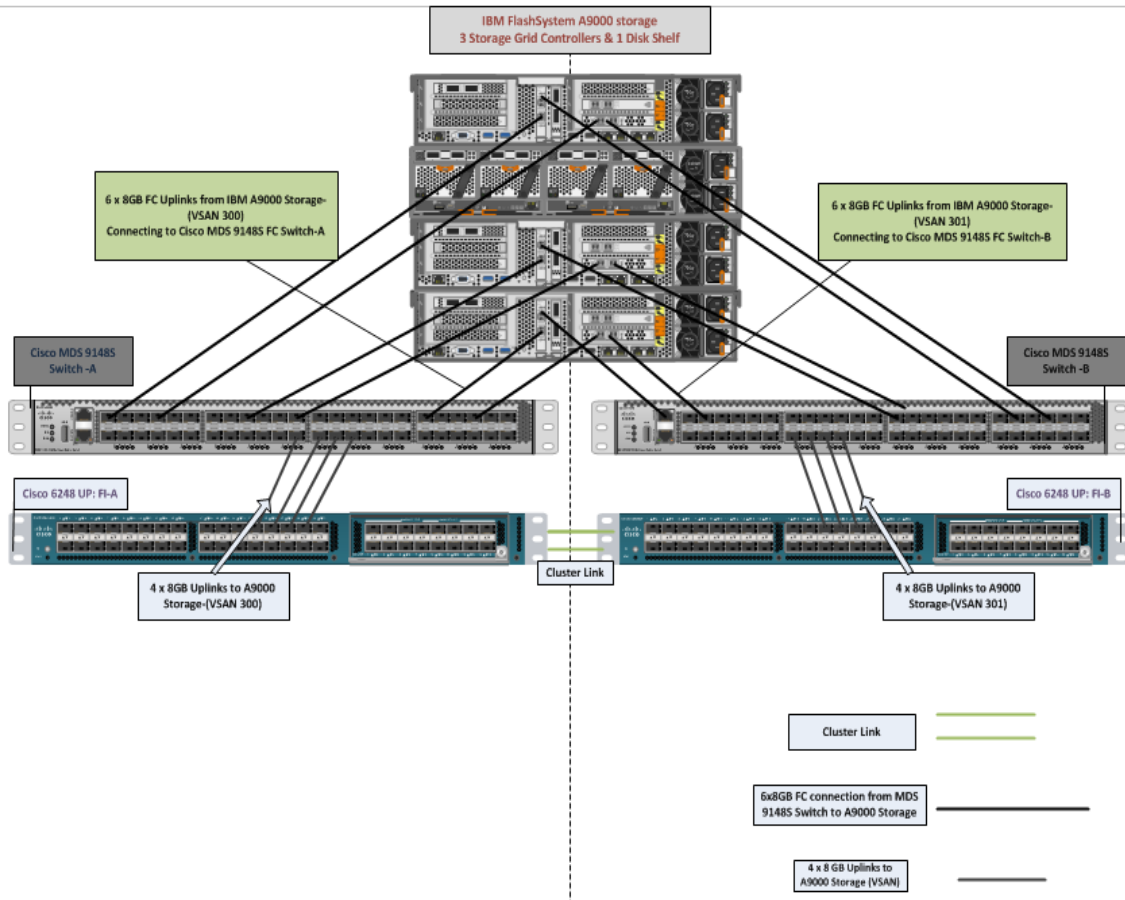 IBM FlashSystem A9000 storage
3 Storage Grid Controllers & 1 Disk Shelf
6 x 8GB FC Uplinks from IBM A9000 Storage-
(VSAN 300)
Connecting to Cisco MDS 9148S FC Switch-A
6 x 8GB FC Uplinks from IBM A9000 Storage-
(VSAN 301)
Connecting to Cisco MDS 9148S FC Switch-B
Cisco MDS 9148S
Switch -A
Cisco MDS 9148S
Switch -B
Cisco 6248 UP: FI-A
Cisco 6248 UP: FI-B
Cluster Link
4 x 8GB Uplinks to A9000
Storage-(VSAN 300)
4 x 8GB Uplinks to A9000
Storage-(VSAN 301)
Cluster Link
6x8GB FC connection from MDS
9148S Switch to A9000 Storage
4 x 8 GB Uplinks to
A9000 Storage (VSAN)